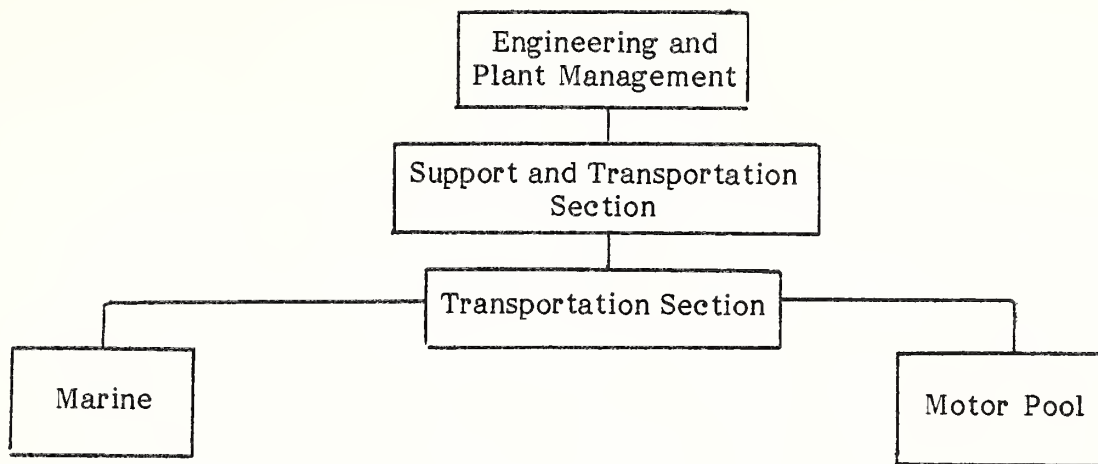 Engineering and
Plant Management
Support and Transportation
Section
Transportation Section
Marine
Motor Pool